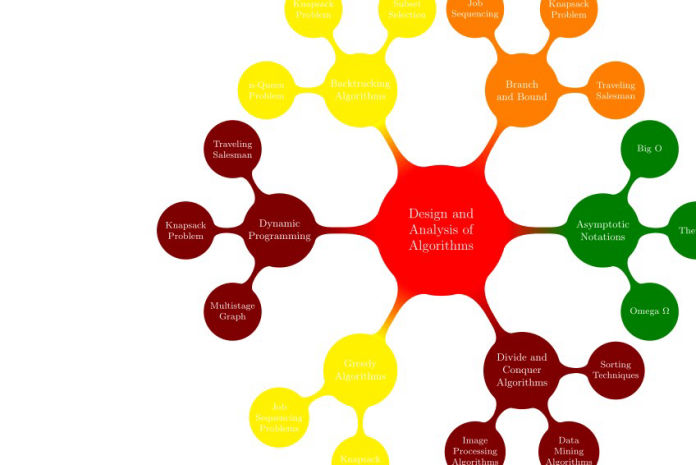 Knapsack
Problem
Subset
Selection
Job
Sequencing
Knapsack
Problem
n-Queen
Problem
Backtracking
Algorithms
Branch
and Bound
Traveling
Salesman
Traveling
Salesman
Big O
Knapsack
Problem
Dynamic
Programming
Design and
Analysis of
Algorithms
Asymptotic
Notations
The
Multistage
Graph
Omega Ω
Greedy
Algorithms
Divide and
Conquer
Algorithms
Sorting
Techniques
Job
Sequencing
Problems
Knapsack
Image
Processing
Algorithms
Data
Mining
Algorithms